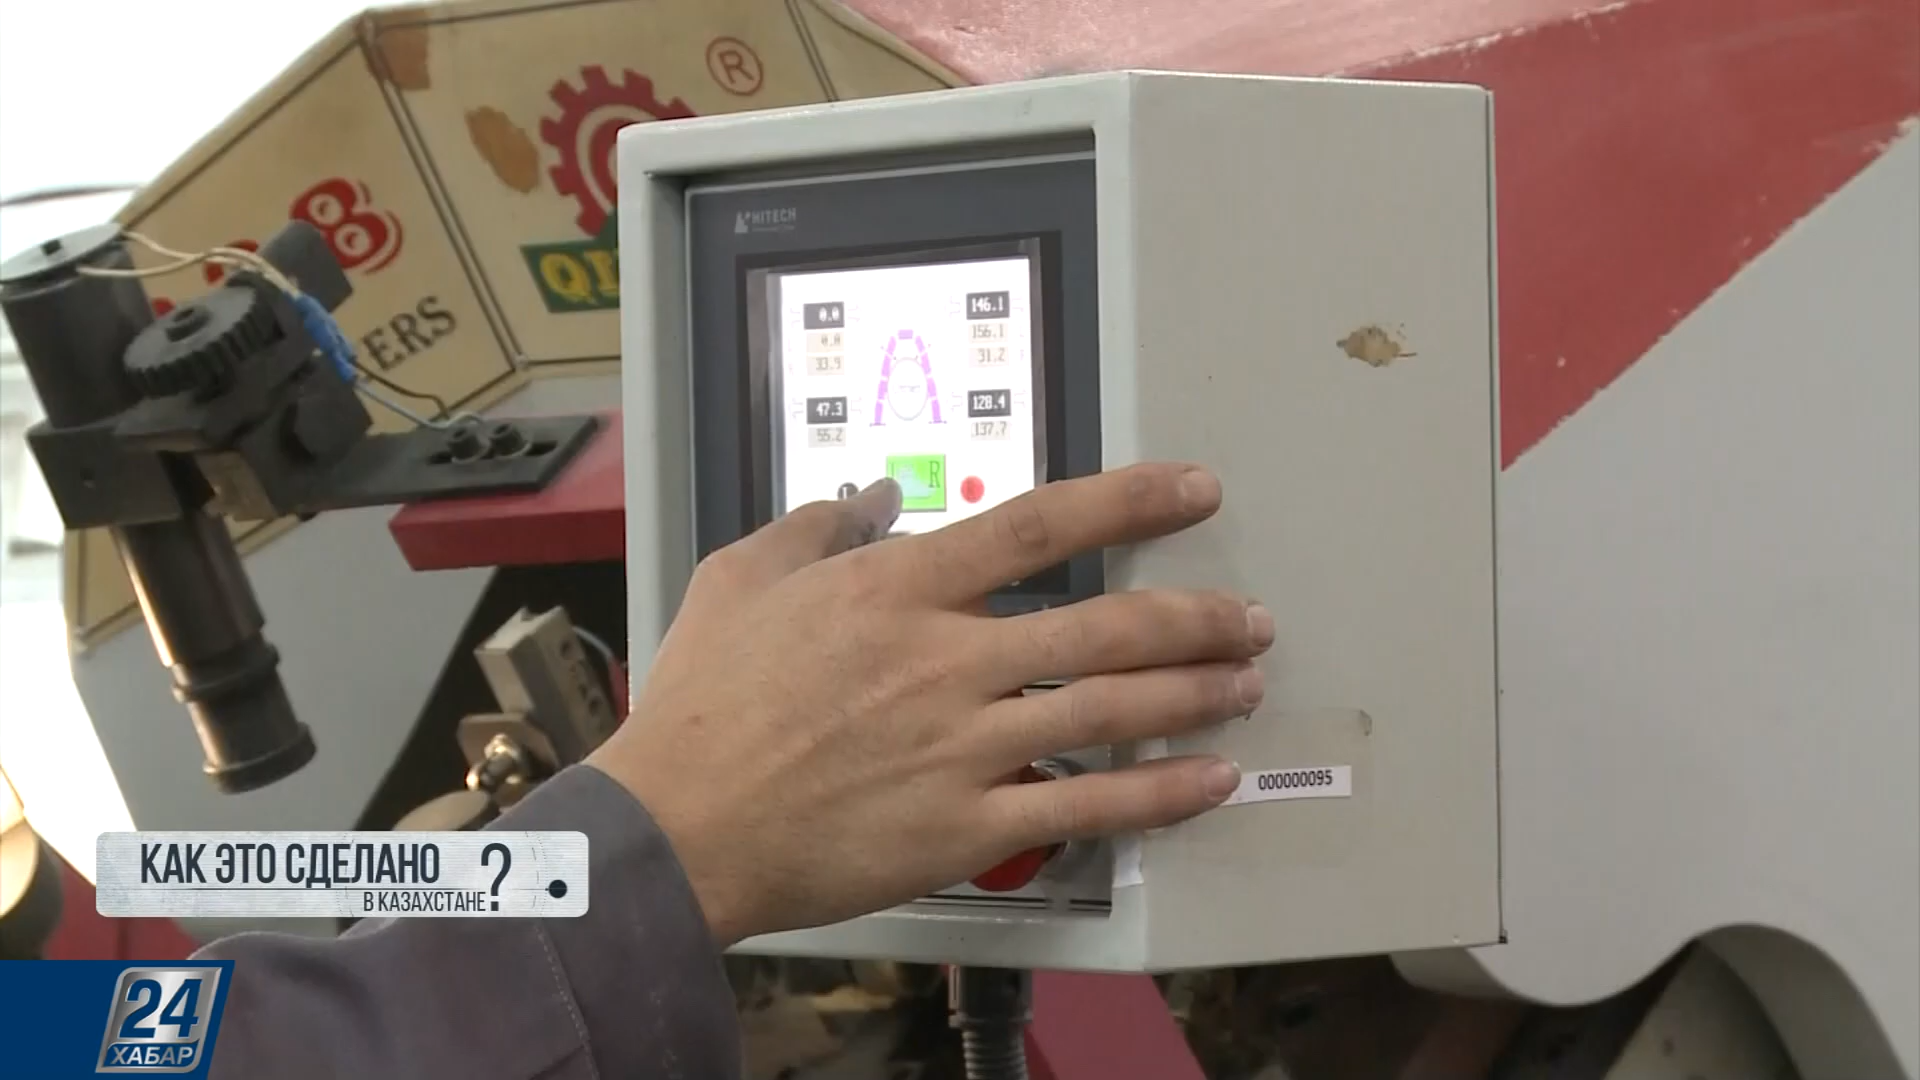 ®
HITECH
ERS
0.0
0.0
33.9
47.3
55.2
146.1
156.1
31.2
128.4
137.7
R
000000095
КАК ЭТО СДЕЛАНО
В КАЗАХСТАНЕ?
24
ХАБАР